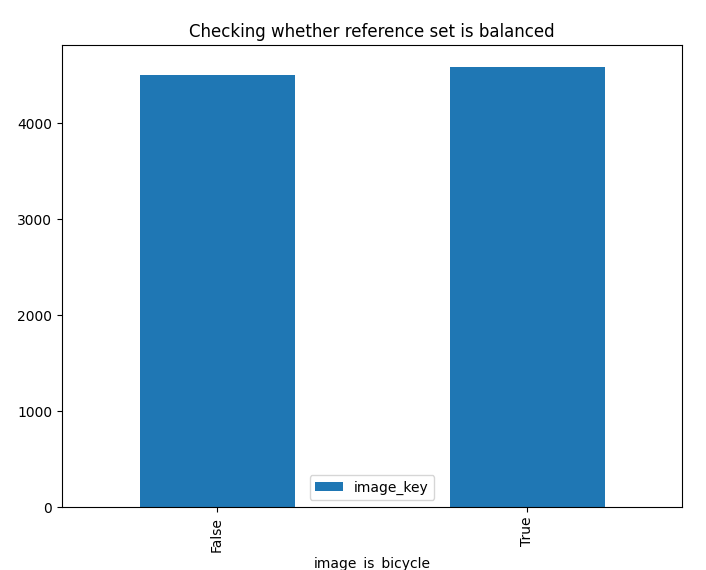 Checking whether reference set is balanced
4000
3000
2000
1000
0
image_key
False
True
image_is_bicycle